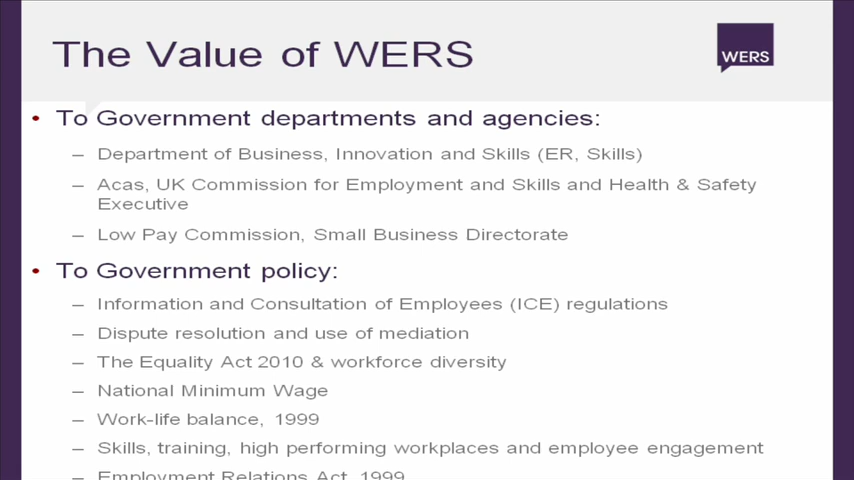 The Value of WERS
WERS
• To Government departments and agencies:
– Department of Business, Innovation and Skills (ER, Skills)
– Acas, UK Commission for Employment and Skills and Health & Safety
Executive
– Low Pay Commission, Small Business Directorate
• To Government policy:
– Information and Consultation of Employees (ICE) regulations
– Dispute resolution and use of mediation
– The Equality Act 2010 & workforce diversity
– National Minimum Wage
– Work-life balance, 1999
– Skills, training, high performing workplaces and employee engagement
– Employment Relations Act, 1999